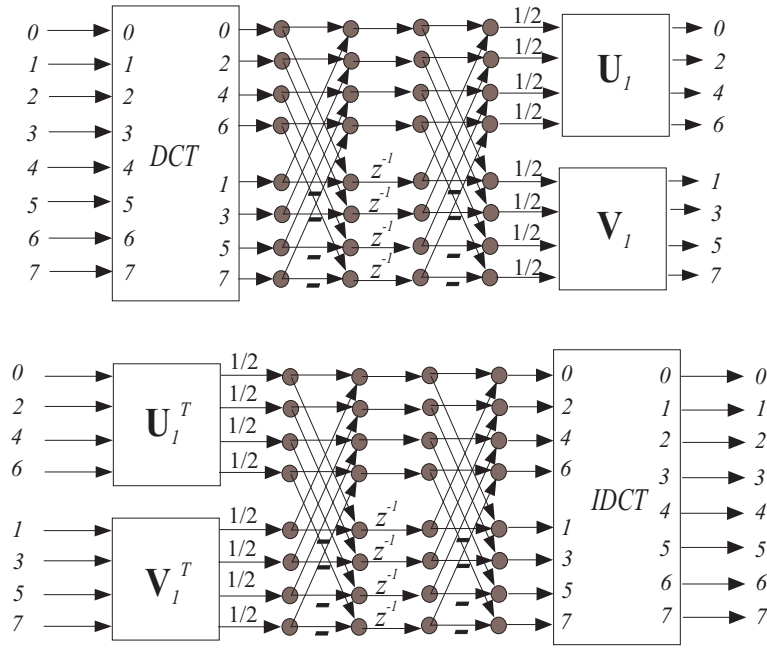 0 0 0 1/2 0
1 1 2 1/2 2
2 2 4 1/2 U₁ 4
3 3 6 1/2 6
DCT
4 4 1 z⁻¹ 1/2 1
5 5 3 - z⁻¹ - 1/2 3
6 6 5 - z⁻¹ - 1/2 V₁ 5
7 7 7 - z⁻¹ - 1/2 7
0 1/2 0 0 0
2 1/2 2 1 1
4 U₁ᵀ 1/2 4 2 2
6 1/2 6 3 3
IDCT
1 1/2 z⁻¹ 1 4 4
3 1/2 - z⁻¹ - 3 5 5
5 V₁ᵀ 1/2 - z⁻¹ - 5 6 6
7 1/2 - z⁻¹ - 7 7 7